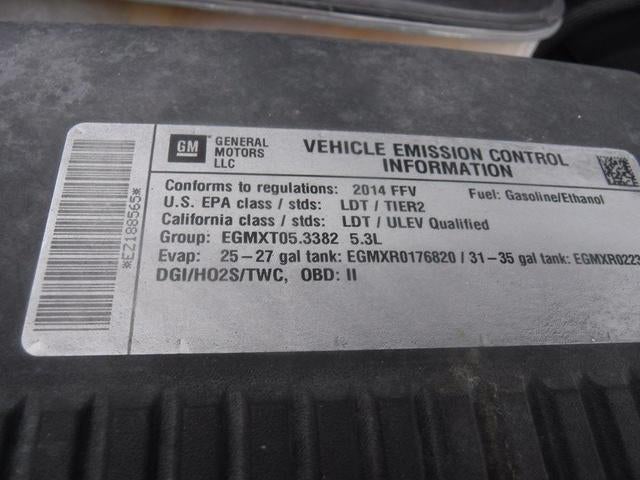 *EZ188565*
GM
GENERAL
MOTORS
LLC
VEHICLE EMISSION CONTROL
INFORMATION
Conforms to regulations: 2014 FFV
Fuel: Gasoline/Ethanol
U.S. EPA class / stds: LDT / TIER2
California class / stds: LDT / ULEV Qualified
Group: EGMXT05.3382 5.3L
Evap: 25-27 gal tank: EGMXR0176820 / 31-35 gal tank: EGMXR0223
DGI/HO2S/TWC, OBD: II